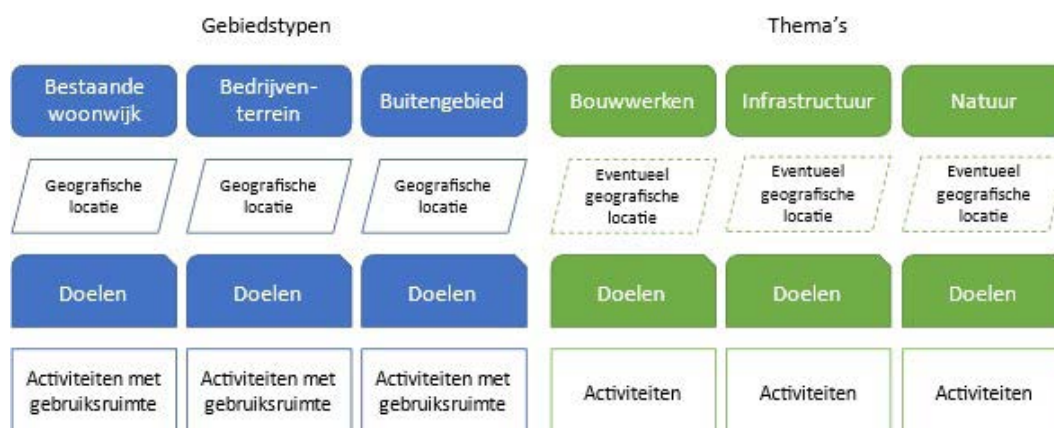 Gebiedstypen
Thema's
Bestaande
woonwijk
Bedrijven-
terrein
Buitengebied
Bouwwerken
Infrastructuur
Natuur
Geografische
locatie
Geografische
locatie
Geografische
locatie
Eventueel
geografische
locatie
Eventueel
geografische
locatie
Eventueel
geografische
locatie
Doelen
Doelen
Doelen
Doelen
Doelen
Doelen
Activiteiten met
gebruiksruimte
Activiteiten met
gebruiksruimte
Activiteiten met
gebruiksruimte
Activiteiten
Activiteiten
Activiteiten